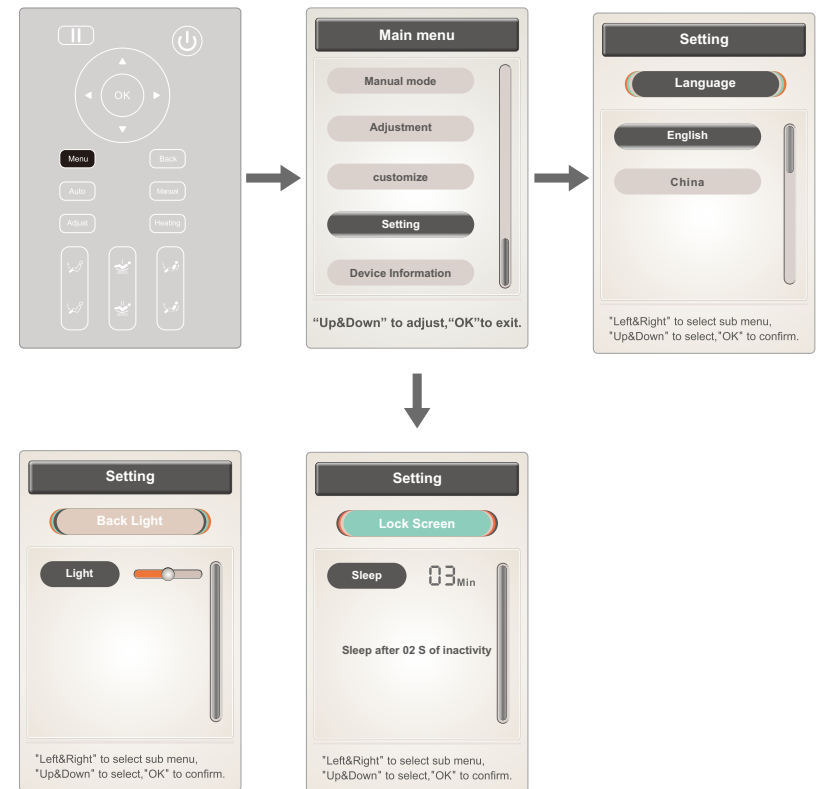 OK
Menu
Back
Auto
Manual
Adjust
Heating
Main menu
Manual mode
Adjustment
customize
Setting
Device Information
“Up&Down” to adjust,“OK”to exit.
Setting
Language
English
China
"Left&Right" to select sub menu,
"Up&Down" to select,"OK" to confirm.
Setting
Back Light
Light
"Left&Right" to select sub menu,
"Up&Down" to select,"OK" to confirm.
Setting
Lock Screen
Sleep 03 Min
Sleep after 02 S of inactivity
"Left&Right" to select sub menu,
"Up&Down" to select,"OK" to confirm.